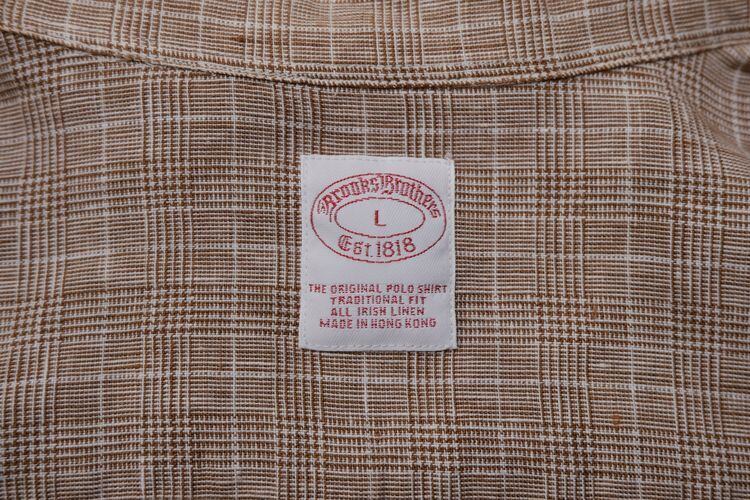 Brooks Brothers
L
Est. 1818
THE ORIGINAL POLO SHIRT
TRADITIONAL FIT
ALL IRISH LINEN
MADE IN HONG KONG